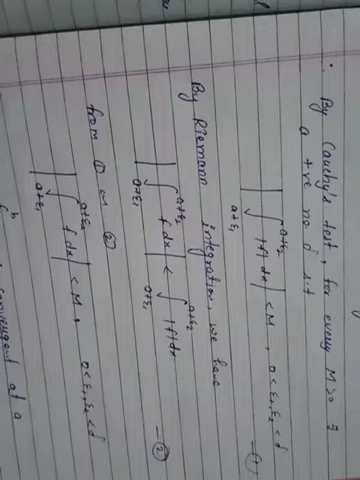 ∴ By Cauchy's test, for every M>0 ∃
a +ve no δ s.t
| ∫_{a+ε₁}^{a+ε₂} |f| dx | < M, 0<ε₁,ε₂<δ —①
By Riemann integration, we have
| ∫_{a+ε₁}^{a+ε₂} f dx | < ∫_{a+ε₁}^{a+ε₂} |f| dx —②
from ① &
②
| ∫_{a+ε₁}^{a+ε₂} f dx | < M, 0<ε₁,ε₂<δ
convergent at a